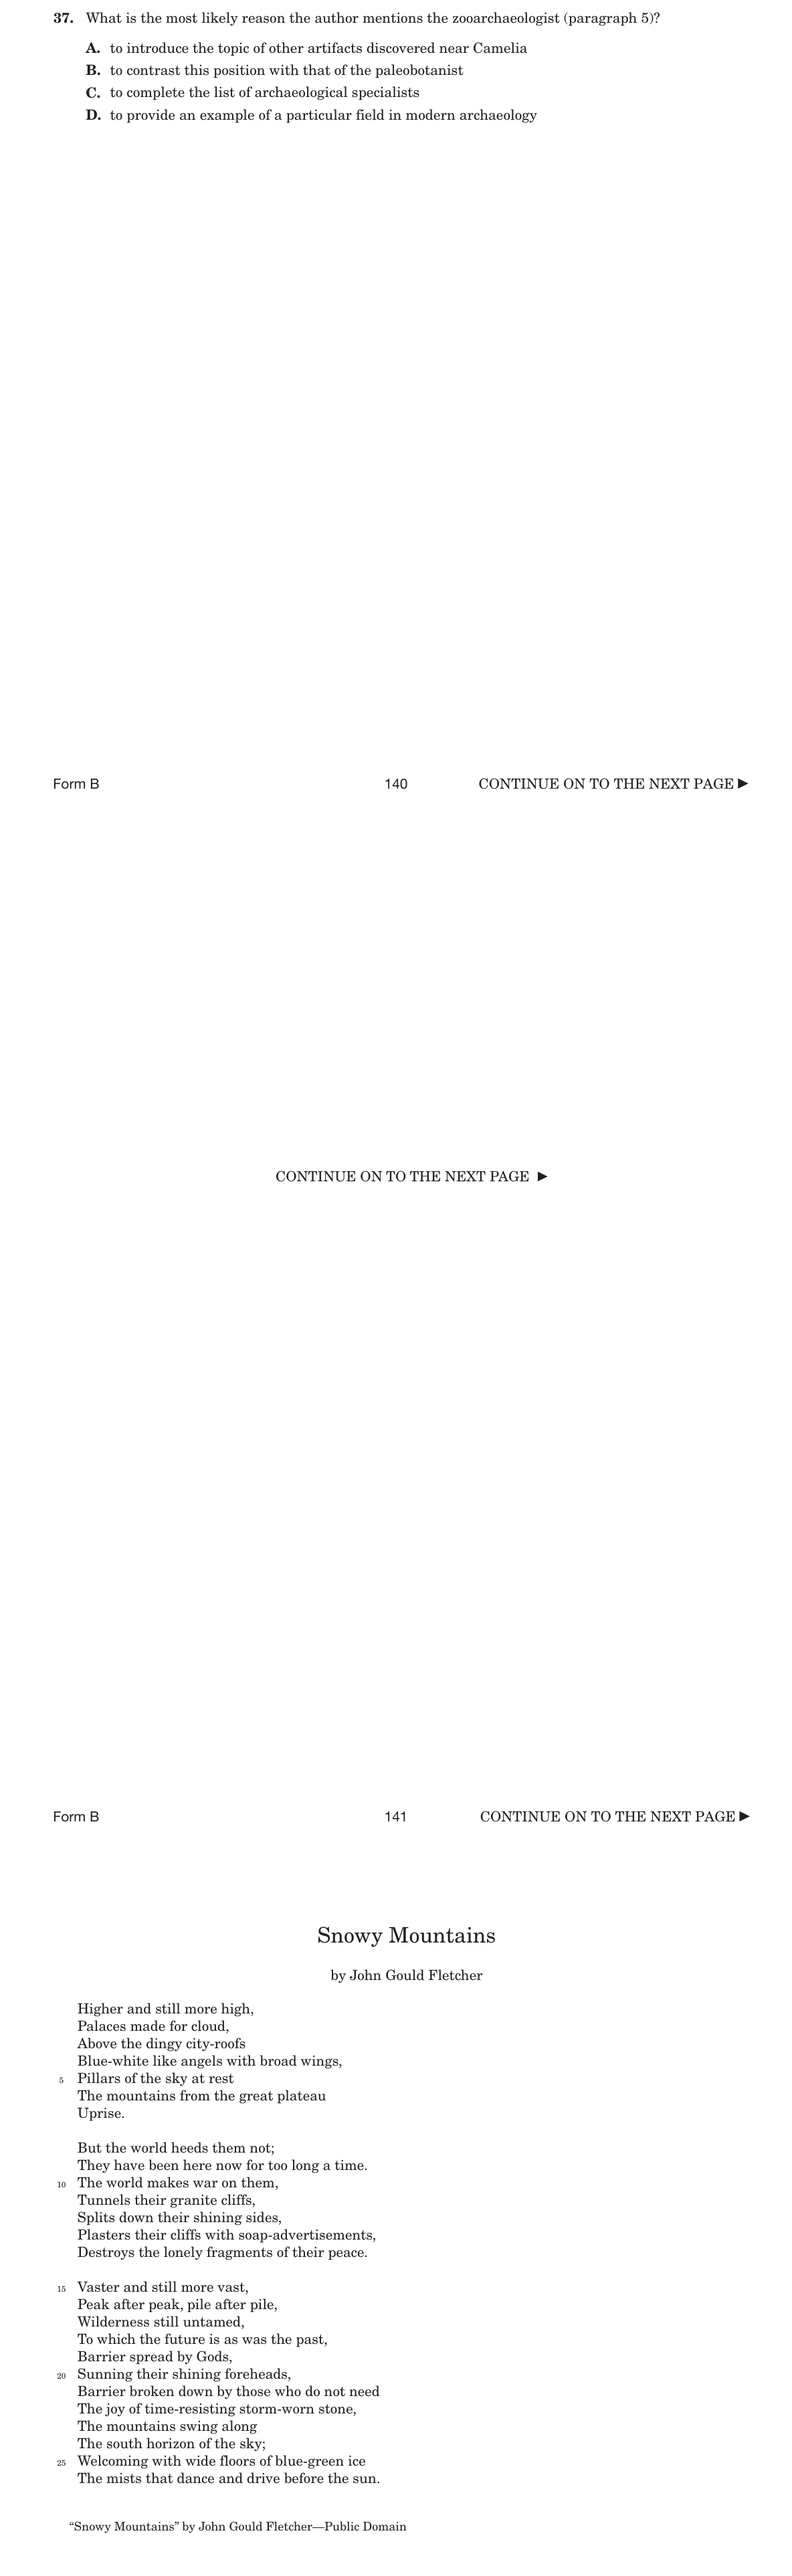 37. What is the most likely reason the author mentions the zooarchaeologist (paragraph 5)?
A. to introduce the topic of other artifacts discovered near Camelia
B. to contrast this position with that of the paleobotanist
C. to complete the list of archaeological specialists
D. to provide an example of a particular field in modern archaeology
Form B 140 CONTINUE ON TO THE NEXT PAGE ►
CONTINUE ON TO THE NEXT PAGE ►
Form B 141 CONTINUE ON TO THE NEXT PAGE ►
Snowy Mountains
by John Gould Fletcher
Higher and still more high,
Palaces made for cloud,
Above the dingy city-roofs
Blue-white like angels with broad wings,
5 Pillars of the sky at rest
The mountains from the great plateau
Uprise.
But the world heeds them not;
They have been here now for too long a time.
10 The world makes war on them,
Tunnels their granite cliffs,
Splits down their shining sides,
Plasters their cliffs with soap-advertisements,
Destroys the lonely fragments of their peace.
15 Vaster and still more vast,
Peak after peak, pile after pile,
Wilderness still untamed,
To which the future is as was the past,
Barrier spread by Gods,
20 Sunning their shining foreheads,
Barrier broken down by those who do not need
The joy of time-resisting storm-worn stone,
The mountains swing along
The south horizon of the sky;
25 Welcoming with wide floors of blue-green ice
The mists that dance and drive before the sun.
“Snowy Mountains” by John Gould Fletcher—Public Domain